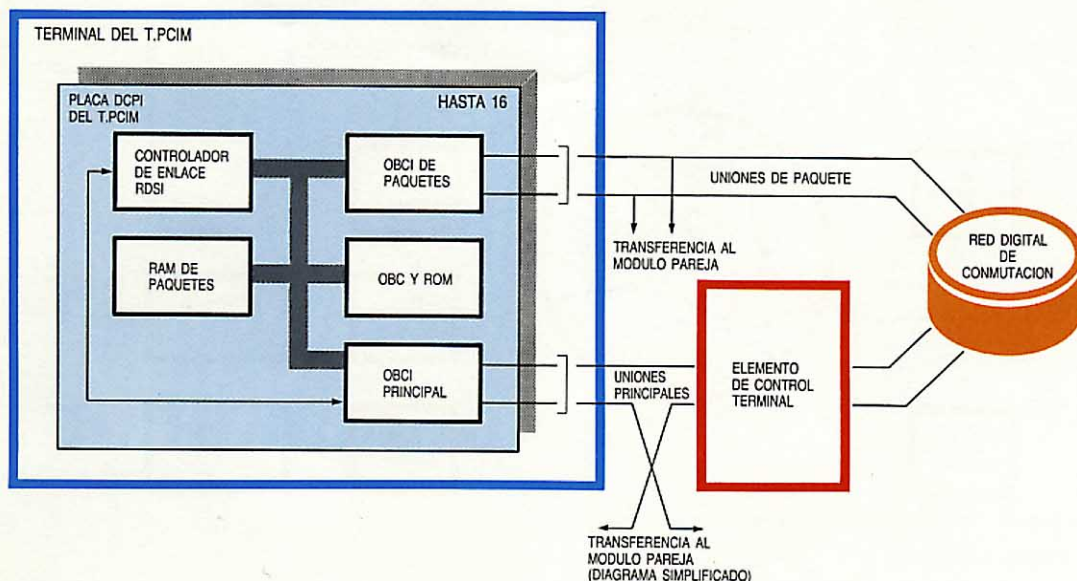 TERMINAL DEL T.PCIM
PLACA DCPI
DEL T.PCIM
HASTA 16
CONTROLADOR
DE ENLACE
RDSI
OBCI DE
PAQUETES
RAM DE
PAQUETES
OBC Y ROM
OBCI
PRINCIPAL
UNIONES DE PAQUETE
TRANSFERENCIA AL
MODULO PAREJA
RED DIGITAL
DE
CONMUTACION
UNIONES
PRINCIPALES
ELEMENTO
DE CONTROL
TERMINAL
TRANSFERENCIA AL
MODULO PAREJA
(DIAGRAMA SIMPLIFICADO)